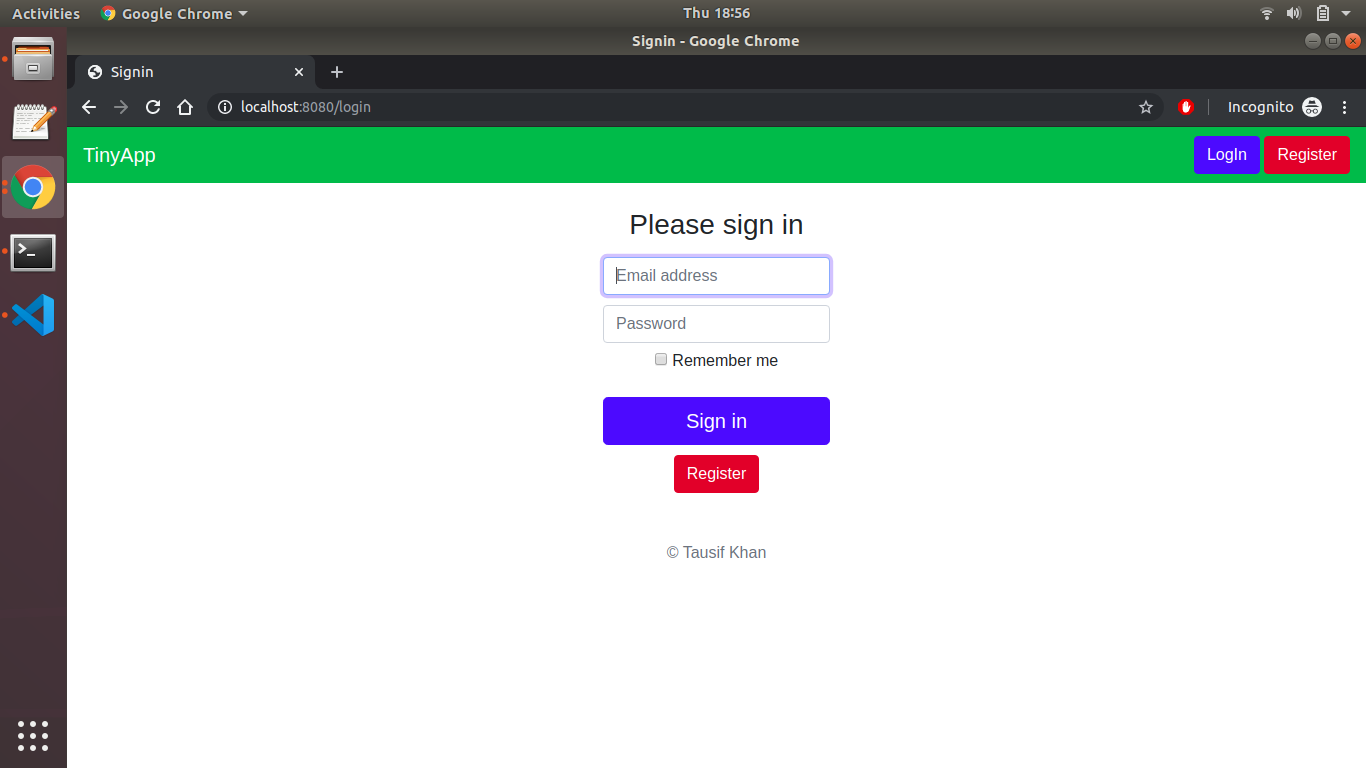 Activities Google Chrome Thu 18:56
Signin - Google Chrome
Signin
localhost:8080/login Incognito
TinyApp LogIn Register
Please sign in
Email address
Password
Remember me
Sign in
Register
© Tausif Khan